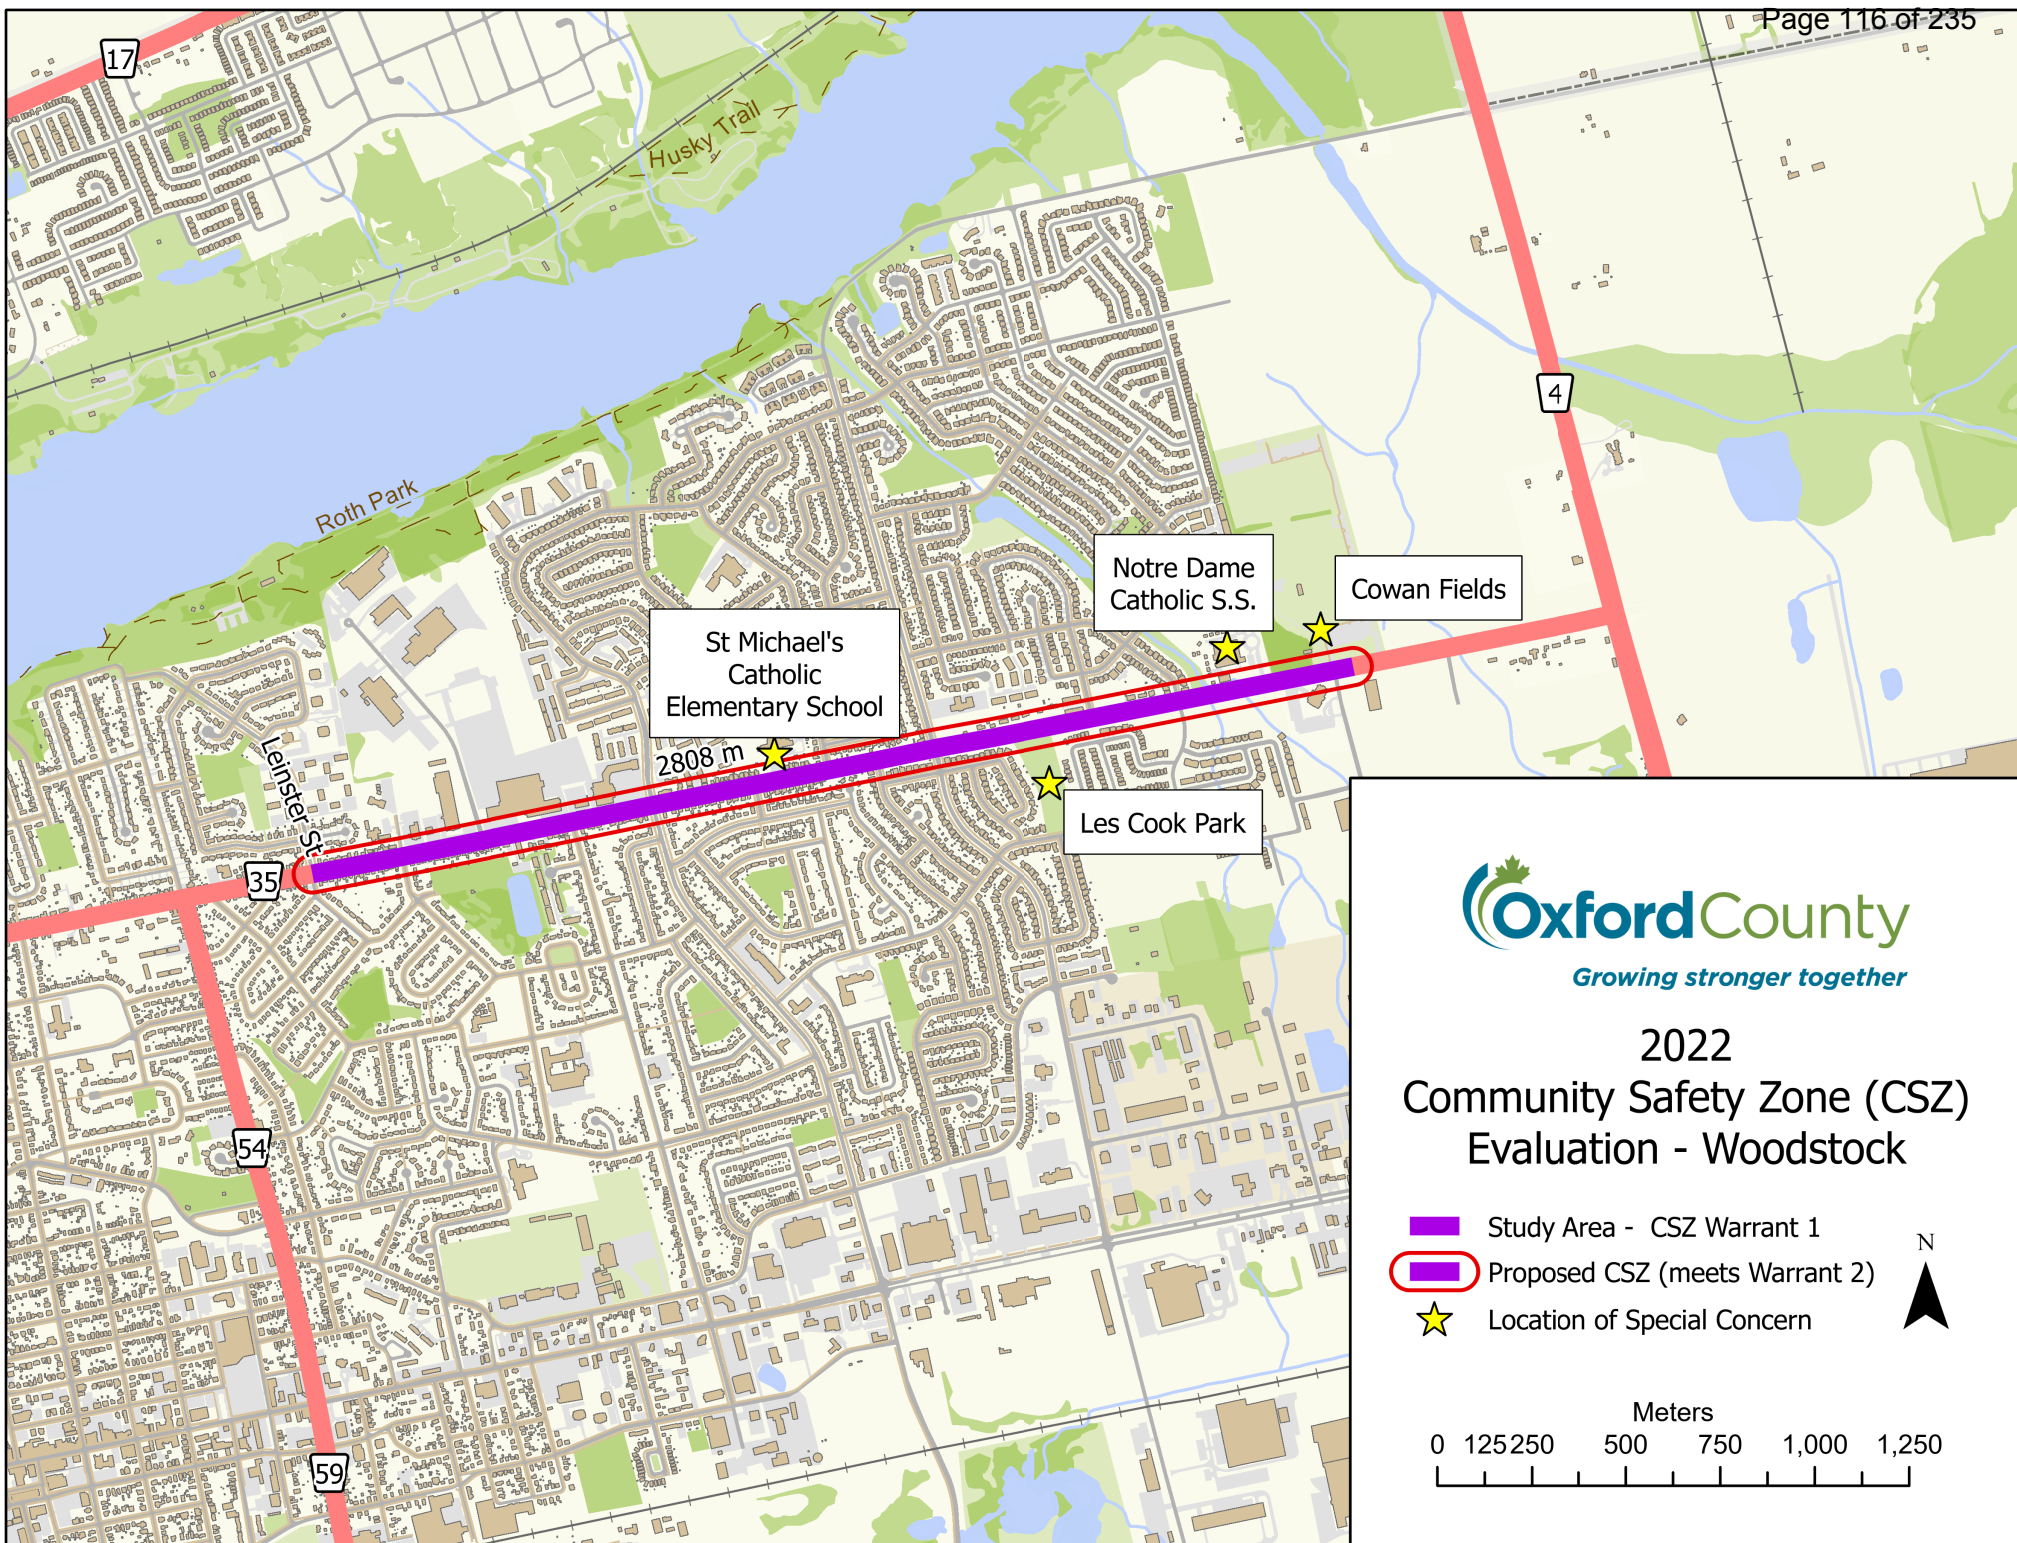 Page 116 of 235
17
Husky Trail
4
Roth Park
Notre Dame
Catholic S.S.
Cowan Fields
St Michael's
Catholic
Elementary School
2808 m
Leinster St
Les Cook Park
35
54
59
OxfordCounty
Growing stronger together
2022
Community Safety Zone (CSZ)
Evaluation - Woodstock
Study Area - CSZ Warrant 1
Proposed CSZ (meets Warrant 2)
Location of Special Concern
N
Meters
0 125 250 500 750 1,000 1,250